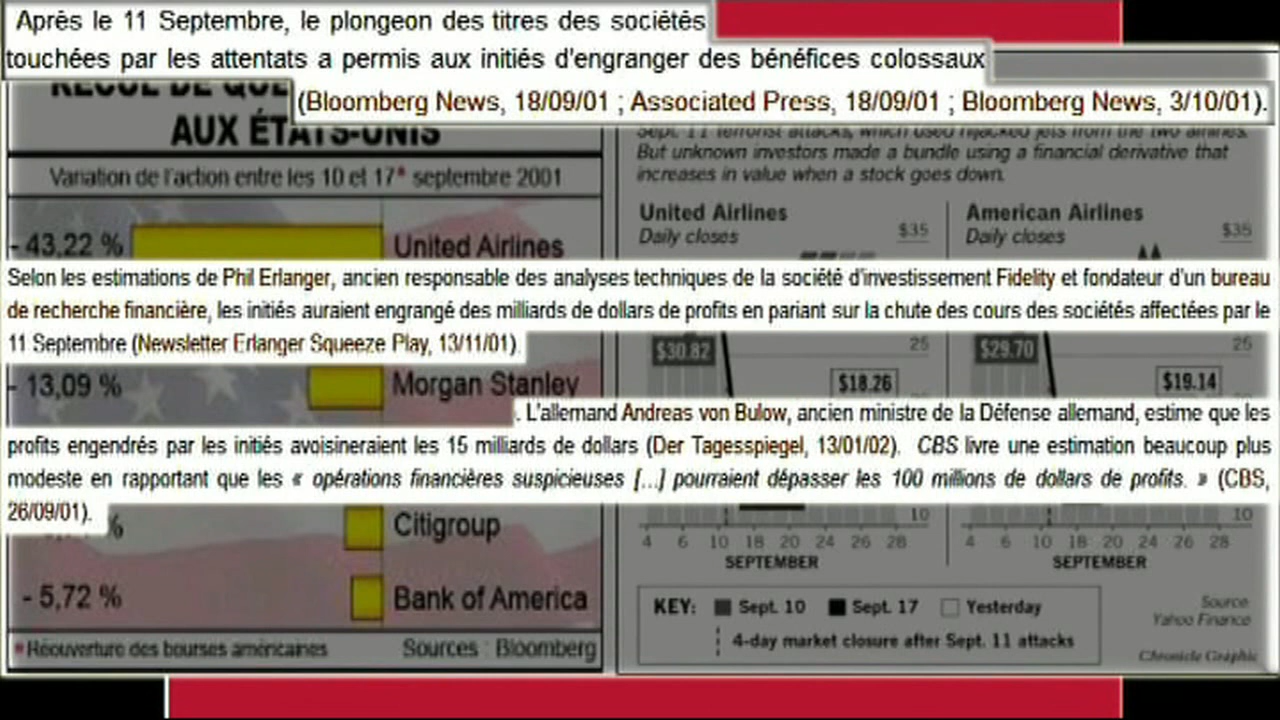 Après le 11 Septembre, le plongeon des titres des sociétés
touchées par les attentats a permis aux initiés d'engranger des bénéfices colossaux
(Bloomberg News, 18/09/01 ; Associated Press, 18/09/01 ; Bloomberg News, 3/10/01).
AUX ÉTATS-UNIS
Variation de l'action entre les 10 et 17* septembre 2001
- 43,22 % United Airlines
Sept. 11 terrorist attacks, which used hijacked jets from the two airlines.
But unknown investors made a bundle using a financial derivative that
increases in value when a stock goes down.
United Airlines
Daily closes
$35
American Airlines
Daily closes
$35
Selon les estimations de Phil Erlanger, ancien responsable des analyses techniques de la société d'investissement Fidelity et fondateur d'un bureau
de recherche financière, les initiés auraient engrangé des milliards de dollars de profits en pariant sur la chute des cours des sociétés affectées par le
11 Septembre (Newsletter Erlanger Squeeze Play, 13/11/01).
$30.82
25
$18.26
$29.70
25
$19.14
- 13,09 % Morgan Stanley
. L'allemand Andreas von Bulow, ancien ministre de la Défense allemand, estime que les
profits engendrés par les initiés avoisineraient les 15 milliards de dollars (Der Tagesspiegel, 13/01/02). CBS livre une estimation beaucoup plus
modeste en rapportant que les « opérations financières suspicieuses [...] pourraient dépasser les 100 millions de dollars de profits. » (CBS,
26/09/01).
% Citigroup
- 5,72 % Bank of America
*Réouverture des bourses américaines Sources : Bloomberg
10
4 6 10 18 20 24 26 28
SEPTEMBER
10
4 6 10 18 20 24 26 28
SEPTEMBER
KEY: Sept. 10 Sept. 17 Yesterday
4-day market closure after Sept. 11 attacks
Source:
Yahoo Finance
Chronicle Graphic